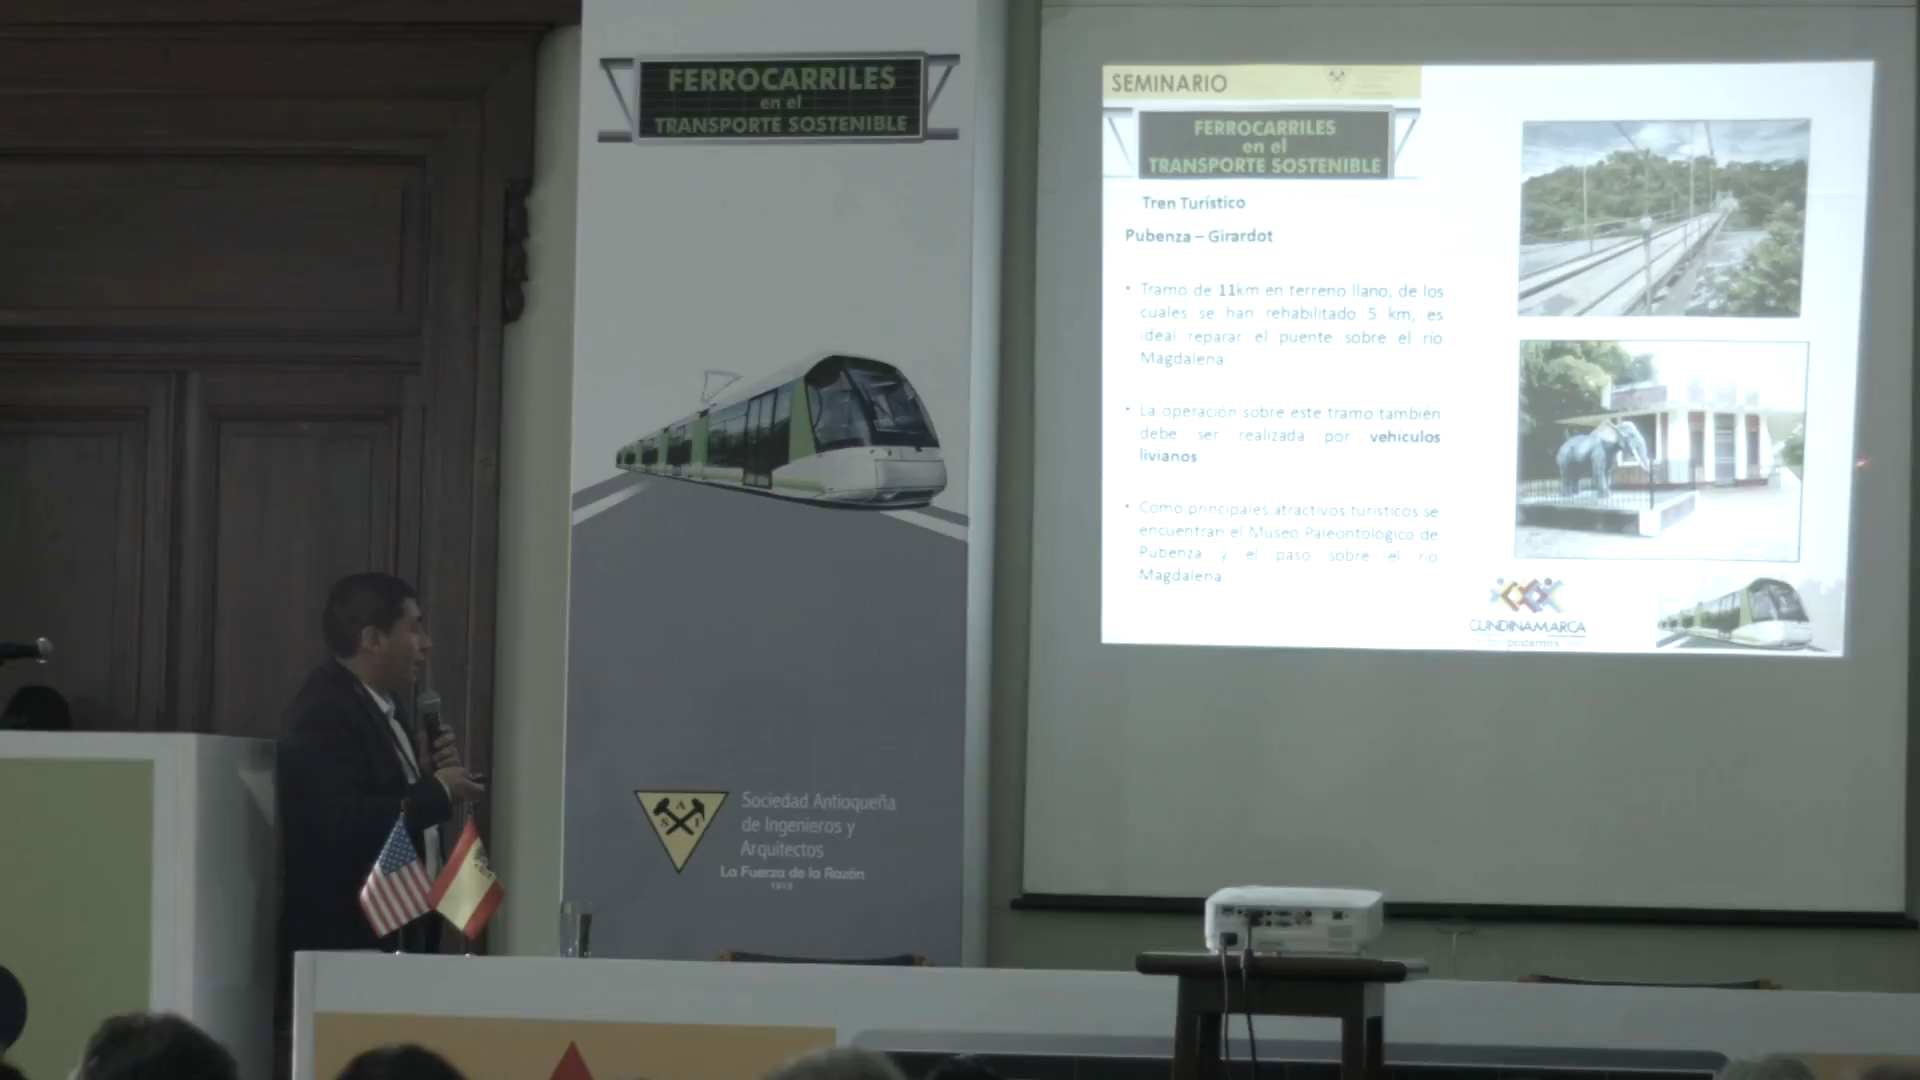 FERROCARRILES
en el
TRANSPORTE SOSTENIBLE
A
S I
Sociedad Antioqueña
de Ingenieros y
Arquitectos
La Fuerza de la Razón
1913
SEMINARIO
FERROCARRILES
en el
TRANSPORTE SOSTENIBLE
Tren Turístico
Pubenza – Girardot
• Tramo de 11km en terreno llano, de los
cuales se han rehabilitado 5 km, es
ideal reparar el puente sobre el río
Magdalena
• La operación sobre este tramo también
debe ser realizada por vehículos
livianos
• Como principales atractivos turísticos se
encuentran el Museo Paleontológico de
Pubenza y el paso sobre el río
Magdalena
CUNDINAMARCA
podemos